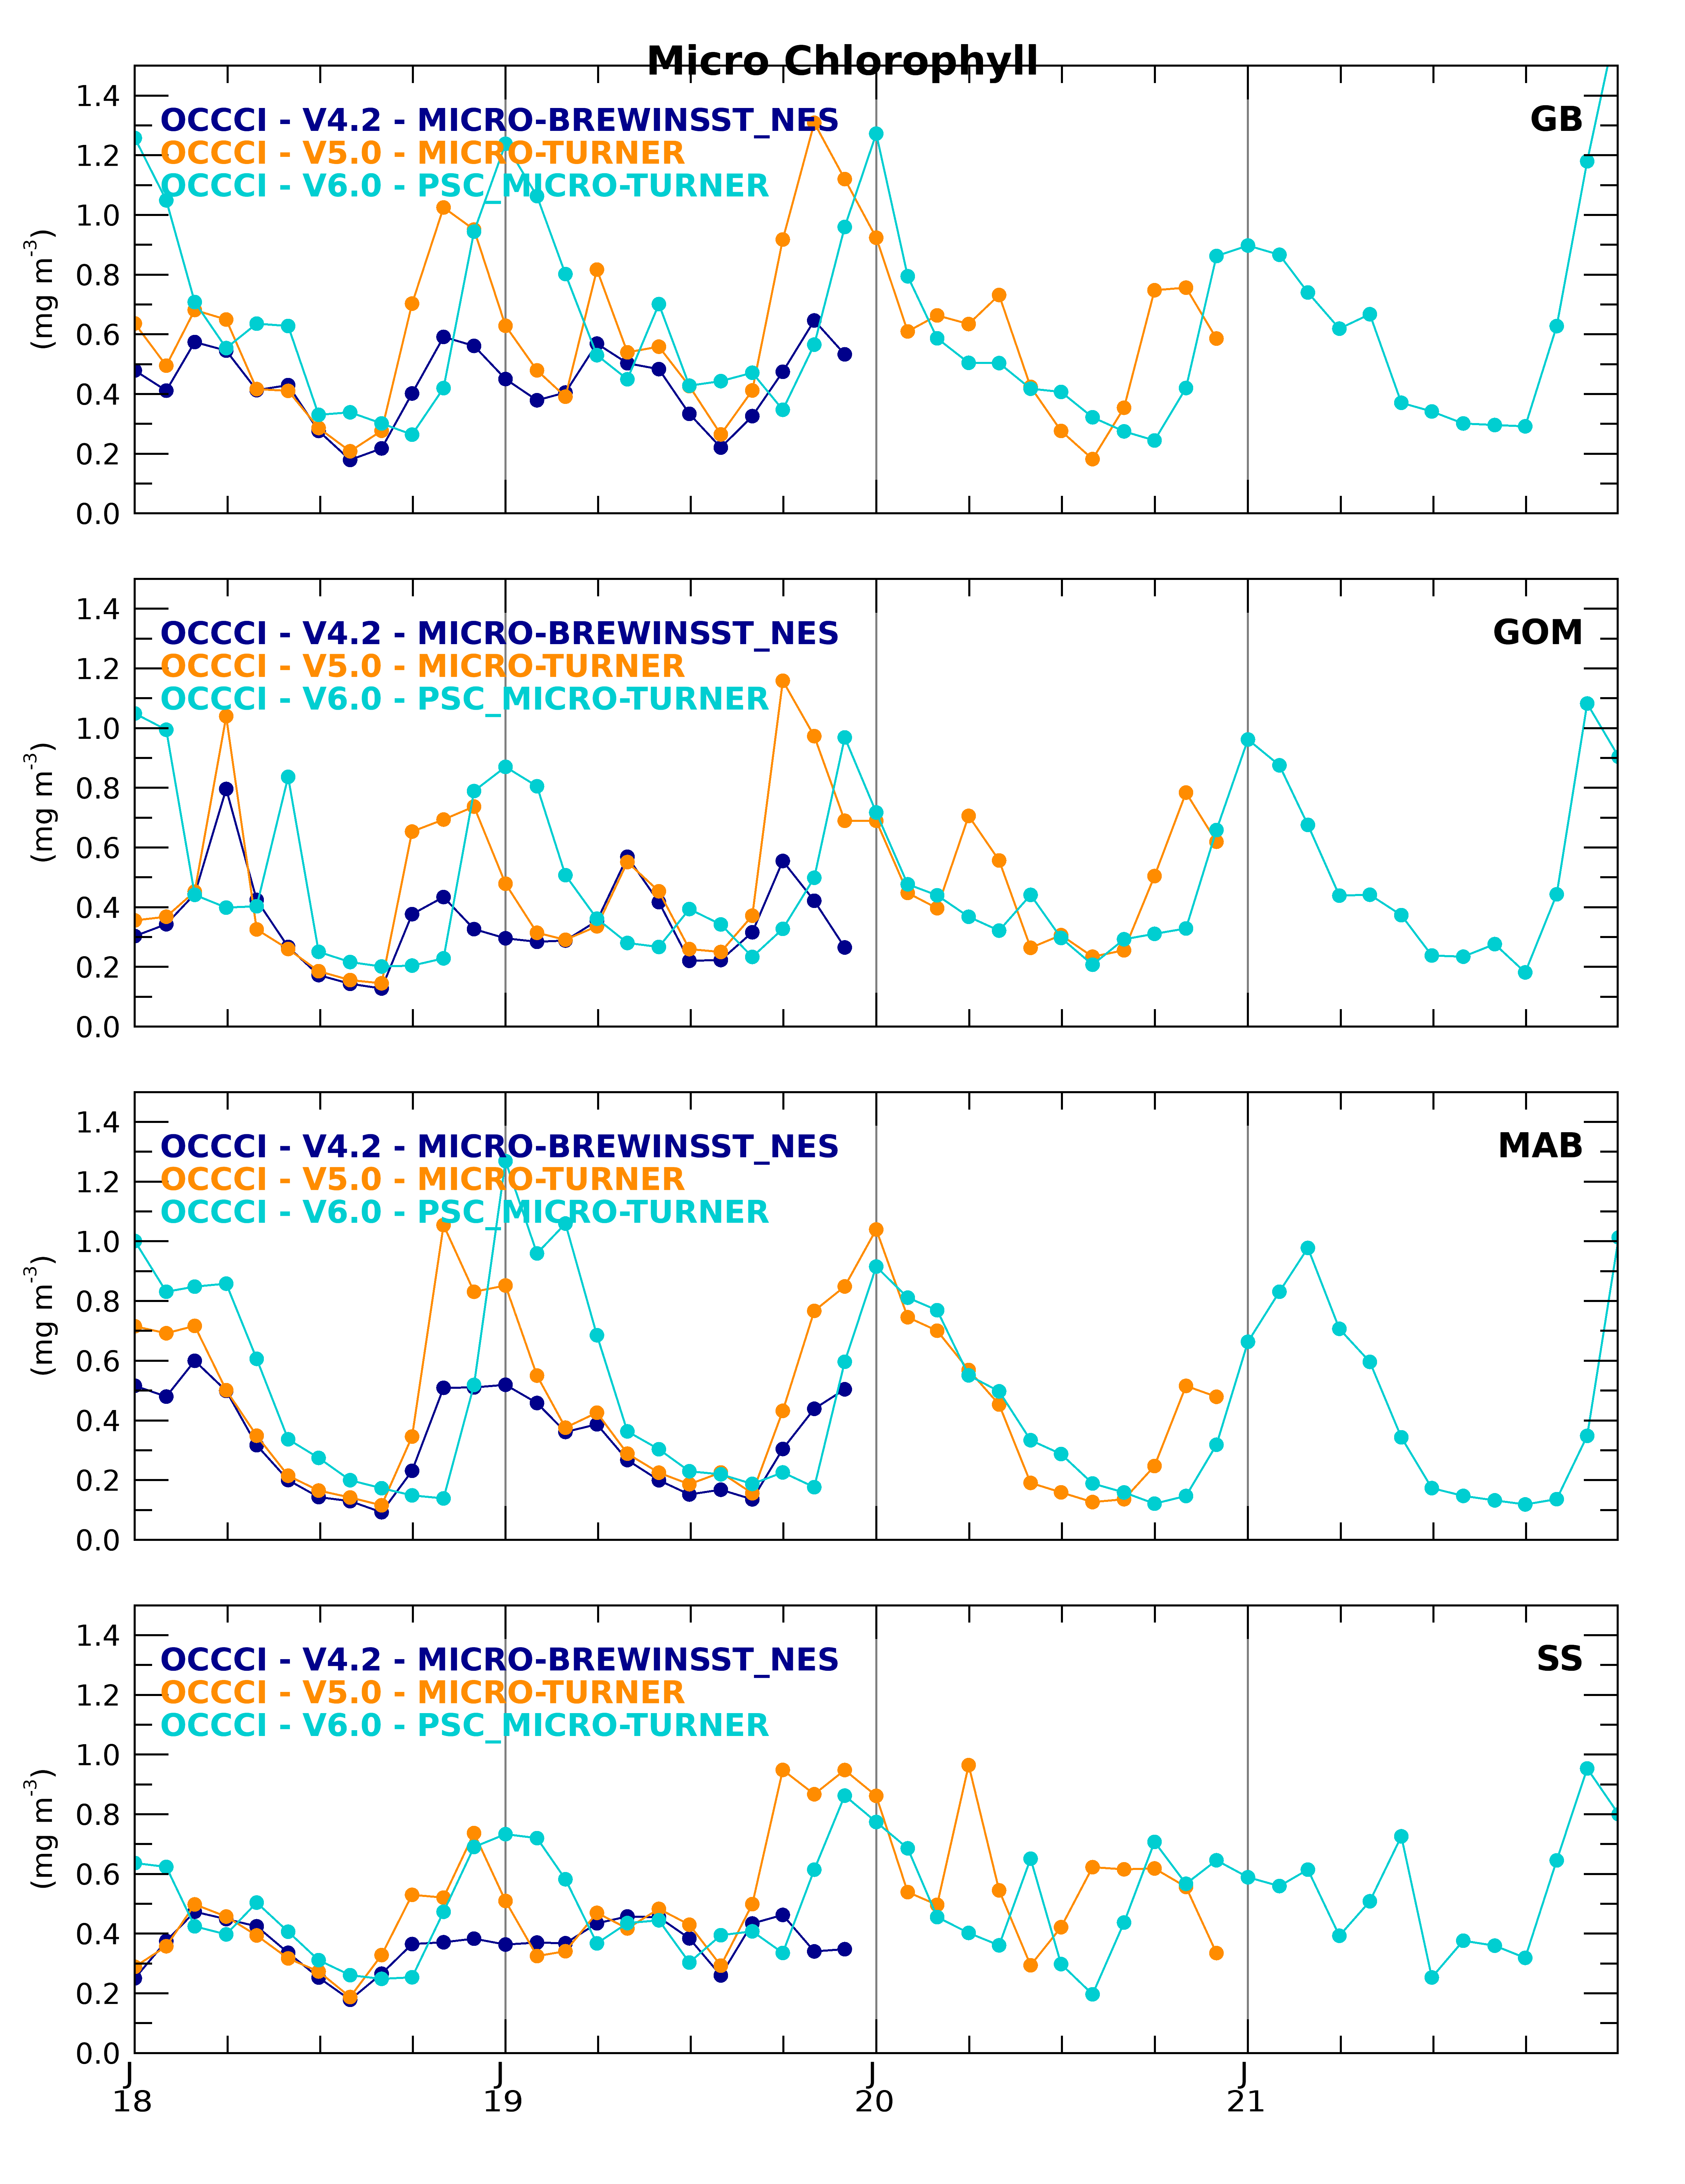 Micro Chlorophyll
1.4
1.2
1.0
0.8
0.6
0.4
0.2
0.0
(mg m-3)
OCCCI - V4.2 - MICRO-BREWINSST_NES
OCCCI - V5.0 - MICRO-TURNER
OCCCI - V6.0 - PSC_MICRO-TURNER
GB
1.4
1.2
1.0
0.8
0.6
0.4
0.2
0.0
(mg m-3)
OCCCI - V4.2 - MICRO-BREWINSST_NES
OCCCI - V5.0 - MICRO-TURNER
OCCCI - V6.0 - PSC_MICRO-TURNER
GOM
1.4
1.2
1.0
0.8
0.6
0.4
0.2
0.0
(mg m-3)
OCCCI - V4.2 - MICRO-BREWINSST_NES
OCCCI - V5.0 - MICRO-TURNER
OCCCI - V6.0 - PSC_MICRO-TURNER
MAB
1.4
1.2
1.0
0.8
0.6
0.4
0.2
0.0
(mg m-3)
OCCCI - V4.2 - MICRO-BREWINSST_NES
OCCCI - V5.0 - MICRO-TURNER
OCCCI - V6.0 - PSC_MICRO-TURNER
SS
J J J J
18 19 20 21